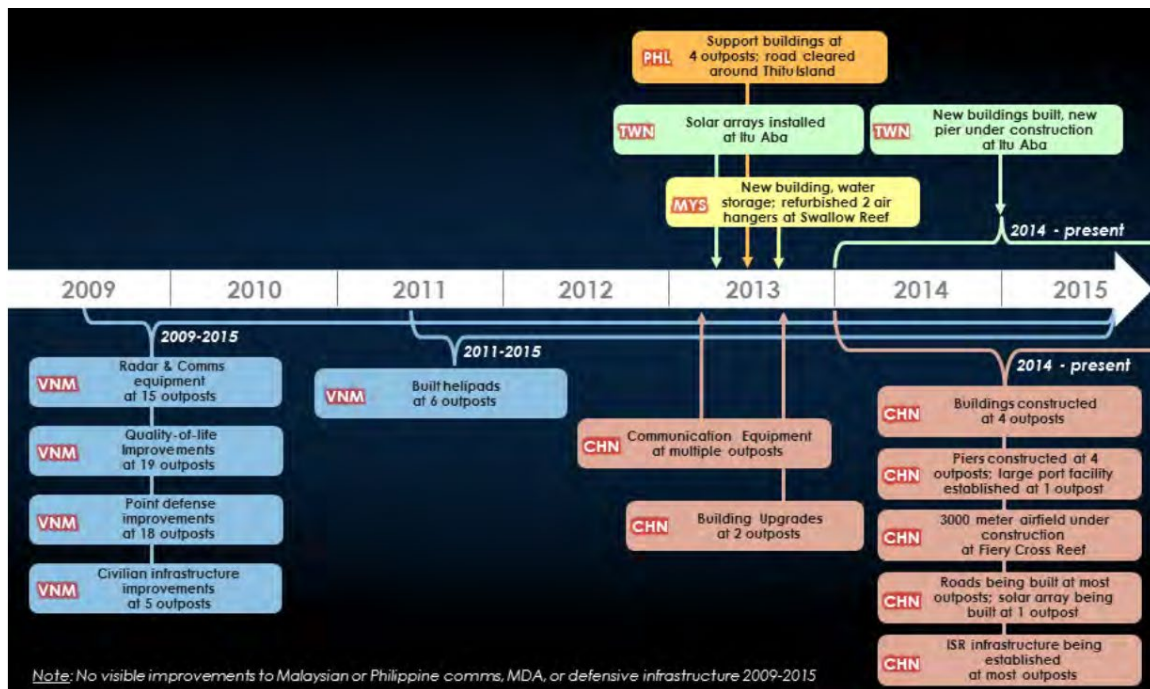 PHL
Support buildings at
4 outposts; road cleared
around Thitu Island
TWN
Solar arrays installed
at Itu Aba
TWN
New buildings built, new
pier under construction
at Itu Aba
MYS
New building, water
storage; refurbished 2 air
hangers at Swallow Reef
2014 - present
2009 2010 2011 2012 2013 2014 2015
2009-2015
VNM
Radar & Comms
equipment
at 15 outposts
VNM
Quality-of-life
Improvements
at 19 outposts
VNM
Point defense
improvements
at 18 outposts
VNM
Civilian infrastructure
improvements
at 5 outposts
2011-2015
VNM
Built helipads
at 6 outposts
CHN
Communication Equipment
at multiple outposts
CHN
Building Upgrades
at 2 outposts
2014 - present
CHN
Buildings constructed
at 4 outposts
CHN
Piers constructed at 4
outposts; large port facility
established at 1 outpost
CHN
3000 meter airfield under
construction
at Fiery Cross Reef
CHN
Roads being built at most
outposts; solar array being
built at 1 outpost
CHN
ISR infrastructure being
established
at most outposts
Note: No visible improvements to Malaysian or Philippine comms, MDA, or defensive infrastructure 2009-2015